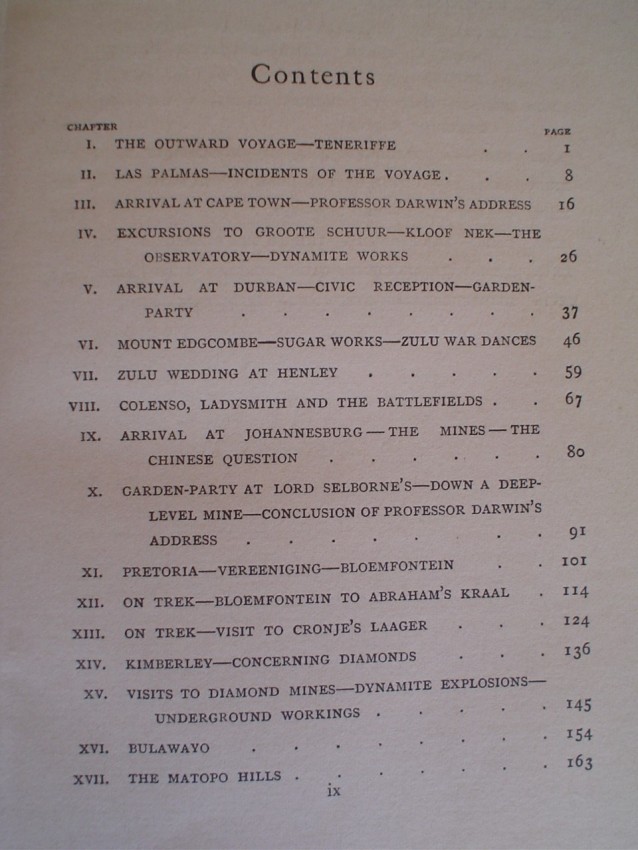 Contents
CHAPTER PAGE
I. THE OUTWARD VOYAGE—TENERIFFE . . 1
II. LAS PALMAS—INCIDENTS OF THE VOYAGE . . . 8
III. ARRIVAL AT CAPE TOWN—PROFESSOR DARWIN'S ADDRESS 16
IV. EXCURSIONS TO GROOTE SCHUUR—KLOOF NEK—THE
OBSERVATORY—DYNAMITE WORKS . . . 26
V. ARRIVAL AT DURBAN—CIVIC RECEPTION—GARDEN-
PARTY . . . . . . . 37
VI. MOUNT EDGCOMBE—SUGAR WORKS—ZULU WAR DANCES 46
VII. ZULU WEDDING AT HENLEY . . . . 59
VIII. COLENSO, LADYSMITH AND THE BATTLEFIELDS . . 67
IX. ARRIVAL AT JOHANNESBURG—THE MINES—THE
CHINESE QUESTION . . . . . . 80
X. GARDEN-PARTY AT LORD SELBORNE'S—DOWN A DEEP-
LEVEL MINE—CONCLUSION OF PROFESSOR DARWIN'S
ADDRESS . . . . . . . 91
XI. PRETORIA—VEREENIGING—BLOEMFONTEIN . . 101
XII. ON TREK—BLOEMFONTEIN TO ABRAHAM'S KRAAL . 114
XIII. ON TREK—VISIT TO CRONJE'S LAAGER . . . 124
XIV. KIMBERLEY—CONCERNING DIAMONDS . . . 136
XV. VISITS TO DIAMOND MINES—DYNAMITE EXPLOSIONS—
UNDERGROUND WORKINGS . . . . . 145
XVI. BULAWAYO . . . . . . . . 154
XVII. THE MATOPO HILLS . . . . . . . 163
ix